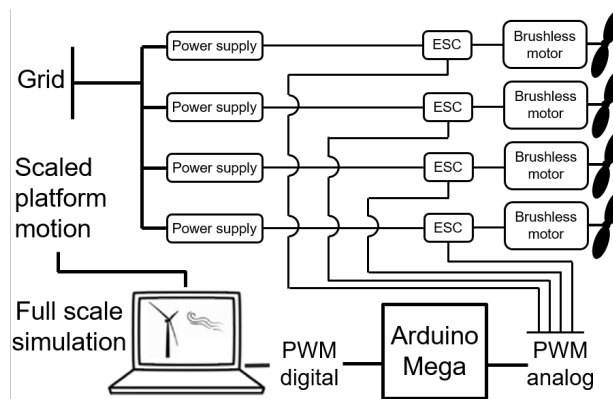 Power supply
ESC
Brushless
motor
Grid
Power supply
ESC
Brushless
motor
Scaled
platform
motion
Power supply
ESC
Brushless
motor
Power supply
ESC
Brushless
motor
Full scale
simulation
PWM
digital
Arduino
Mega
PWM
analog